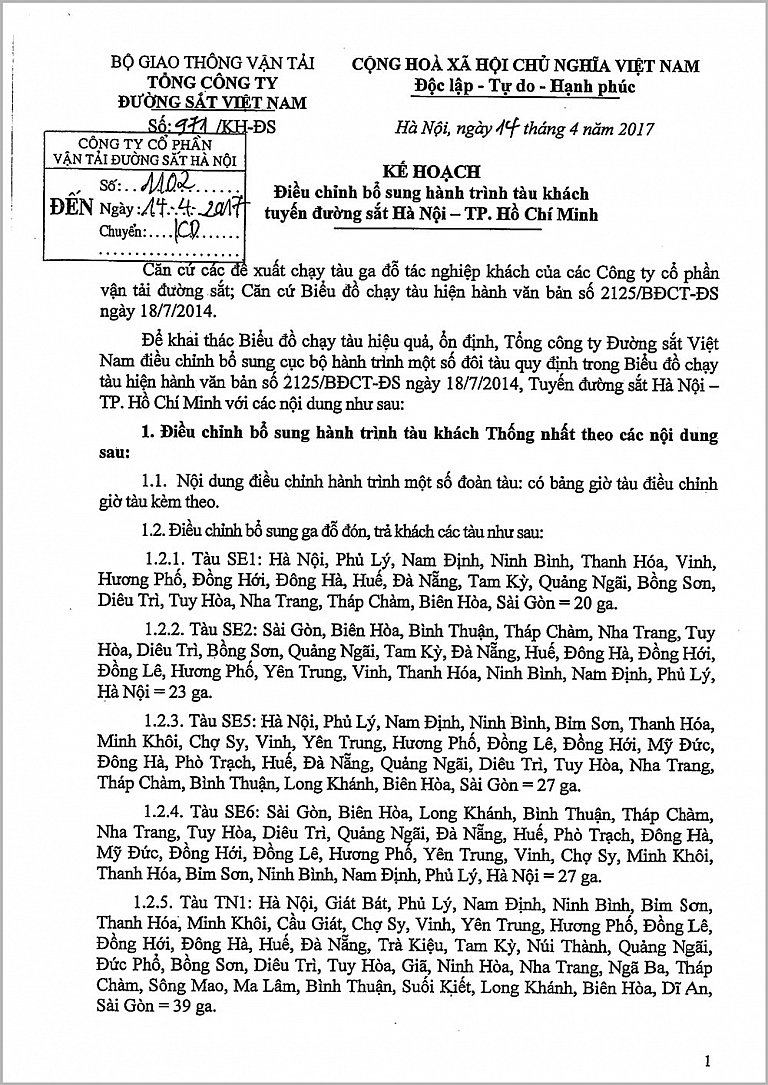 BỘ GIAO THÔNG VẬN TẢI
TỔNG CÔNG TY
ĐƯỜNG SẮT VIỆT NAM
Số: 971 /KH-ĐS
CỘNG HOÀ XÃ HỘI CHỦ NGHĨA VIỆT NAM
Độc lập - Tự do - Hạnh phúc
Hà Nội, ngày 14 tháng 4 năm 2017
CÔNG TY CỔ PHẦN
VẬN TẢI ĐƯỜNG SẮT HÀ NỘI
ĐẾN
Số: 1102
Ngày: 14.4.2017
Chuyển:
KẾ HOẠCH
Điều chỉnh bổ sung hành trình tàu khách
tuyến đường sắt Hà Nội – TP. Hồ Chí Minh
Căn cứ các đề xuất chạy tàu ga đỗ tác nghiệp khách của các Công ty cổ phần
vận tải đường sắt; Căn cứ Biểu đồ chạy tàu hiện hành văn bản số 2125/BĐCT-ĐS
ngày 18/7/2014.
Để khai thác Biểu đồ chạy tàu hiệu quả, ổn định, Tổng công ty Đường sắt Việt
Nam điều chỉnh bổ sung cục bộ hành trình một số đôi tàu quy định trong Biểu đồ chạy
tàu hiện hành văn bản số 2125/BĐCT-ĐS ngày 18/7/2014, Tuyến đường sắt Hà Nội –
TP. Hồ Chí Minh với các nội dung như sau:
1. Điều chỉnh bổ sung hành trình tàu khách Thống nhất theo các nội dung
sau:
1.1. Nội dung điều chỉnh hành trình một số đoàn tàu: có bảng giờ tàu điều chỉnh
giờ tàu kèm theo.
1.2. Điều chỉnh bổ sung ga đỗ đón, trả khách các tàu như sau:
1.2.1. Tàu SE1: Hà Nội, Phủ Lý, Nam Định, Ninh Bình, Thanh Hóa, Vinh,
Hương Phố, Đồng Hới, Đông Hà, Huế, Đà Nẵng, Tam Kỳ, Quảng Ngãi, Bồng Sơn,
Diêu Trì, Tuy Hòa, Nha Trang, Tháp Chàm, Biên Hòa, Sài Gòn = 20 ga.
1.2.2. Tàu SE2: Sài Gòn, Biên Hòa, Bình Thuận, Tháp Chàm, Nha Trang, Tuy
Hòa, Diêu Trì, Bồng Sơn, Quảng Ngãi, Tam Kỳ, Đà Nẵng, Huế, Đông Hà, Đồng Hới,
Đồng Lê, Hương Phố, Yên Trung, Vinh, Thanh Hóa, Ninh Bình, Nam Định, Phủ Lý,
Hà Nội = 23 ga.
1.2.3. Tàu SE5: Hà Nội, Phủ Lý, Nam Định, Ninh Bình, Bỉm Sơn, Thanh Hóa,
Minh Khôi, Chợ Sy, Vinh, Yên Trung, Hương Phố, Đồng Lê, Đồng Hới, Mỹ Đức,
Đông Hà, Phò Trạch, Huế, Đà Nẵng, Quảng Ngãi, Diêu Trì, Tuy Hòa, Nha Trang,
Tháp Chàm, Bình Thuận, Long Khánh, Biên Hòa, Sài Gòn = 27 ga.
1.2.4. Tàu SE6: Sài Gòn, Biên Hòa, Long Khánh, Bình Thuận, Tháp Chàm,
Nha Trang, Tuy Hòa, Diêu Trì, Quảng Ngãi, Đà Nẵng, Huế, Phò Trạch, Đông Hà,
Mỹ Đức, Đồng Hới, Đồng Lê, Hương Phố, Yên Trung, Vinh, Chợ Sy, Minh Khôi,
Thanh Hóa, Bỉm Sơn, Ninh Bình, Nam Định, Phủ Lý, Hà Nội = 27 ga.
1.2.5. Tàu TN1: Hà Nội, Giát Bát, Phủ Lý, Nam Định, Ninh Bình, Bỉm Sơn,
Thanh Hóa, Minh Khôi, Cầu Giát, Chợ Sy, Vinh, Yên Trung, Hương Phố, Đồng Lê,
Đồng Hới, Đông Hà, Huế, Đà Nẵng, Trà Kiệu, Tam Kỳ, Núi Thành, Quảng Ngãi,
Đức Phổ, Bồng Sơn, Diêu Trì, Tuy Hòa, Giã, Ninh Hòa, Nha Trang, Ngã Ba, Tháp
Chàm, Sông Mao, Ma Lâm, Bình Thuận, Suối Kiết, Long Khánh, Biên Hòa, Dĩ An,
Sài Gòn = 39 ga.
1